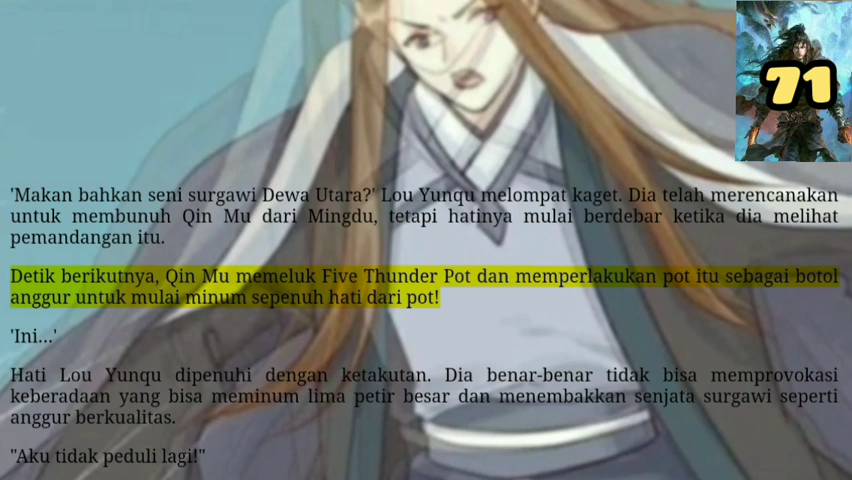 71
'Makan bahkan seni surgawi Dewa Utara?' Lou Yunqu melompat kaget. Dia telah merencanakan
untuk membunuh Qin Mu dari Mingdu, tetapi hatinya mulai berdebar ketika dia melihat
pemandangan itu.
Detik berikutnya, Qin Mu memeluk Five Thunder Pot dan memperlakukan pot itu sebagai botol
anggur untuk mulai minum sepenuh hati dari pot!
'Ini...'
Hati Lou Yunqu dipenuhi dengan ketakutan. Dia benar-benar tidak bisa memprovokasi
keberadaan yang bisa meminum lima petir besar dan menembakkan senjata surgawi seperti
anggur berkualitas.
"Aku tidak peduli lagi!"